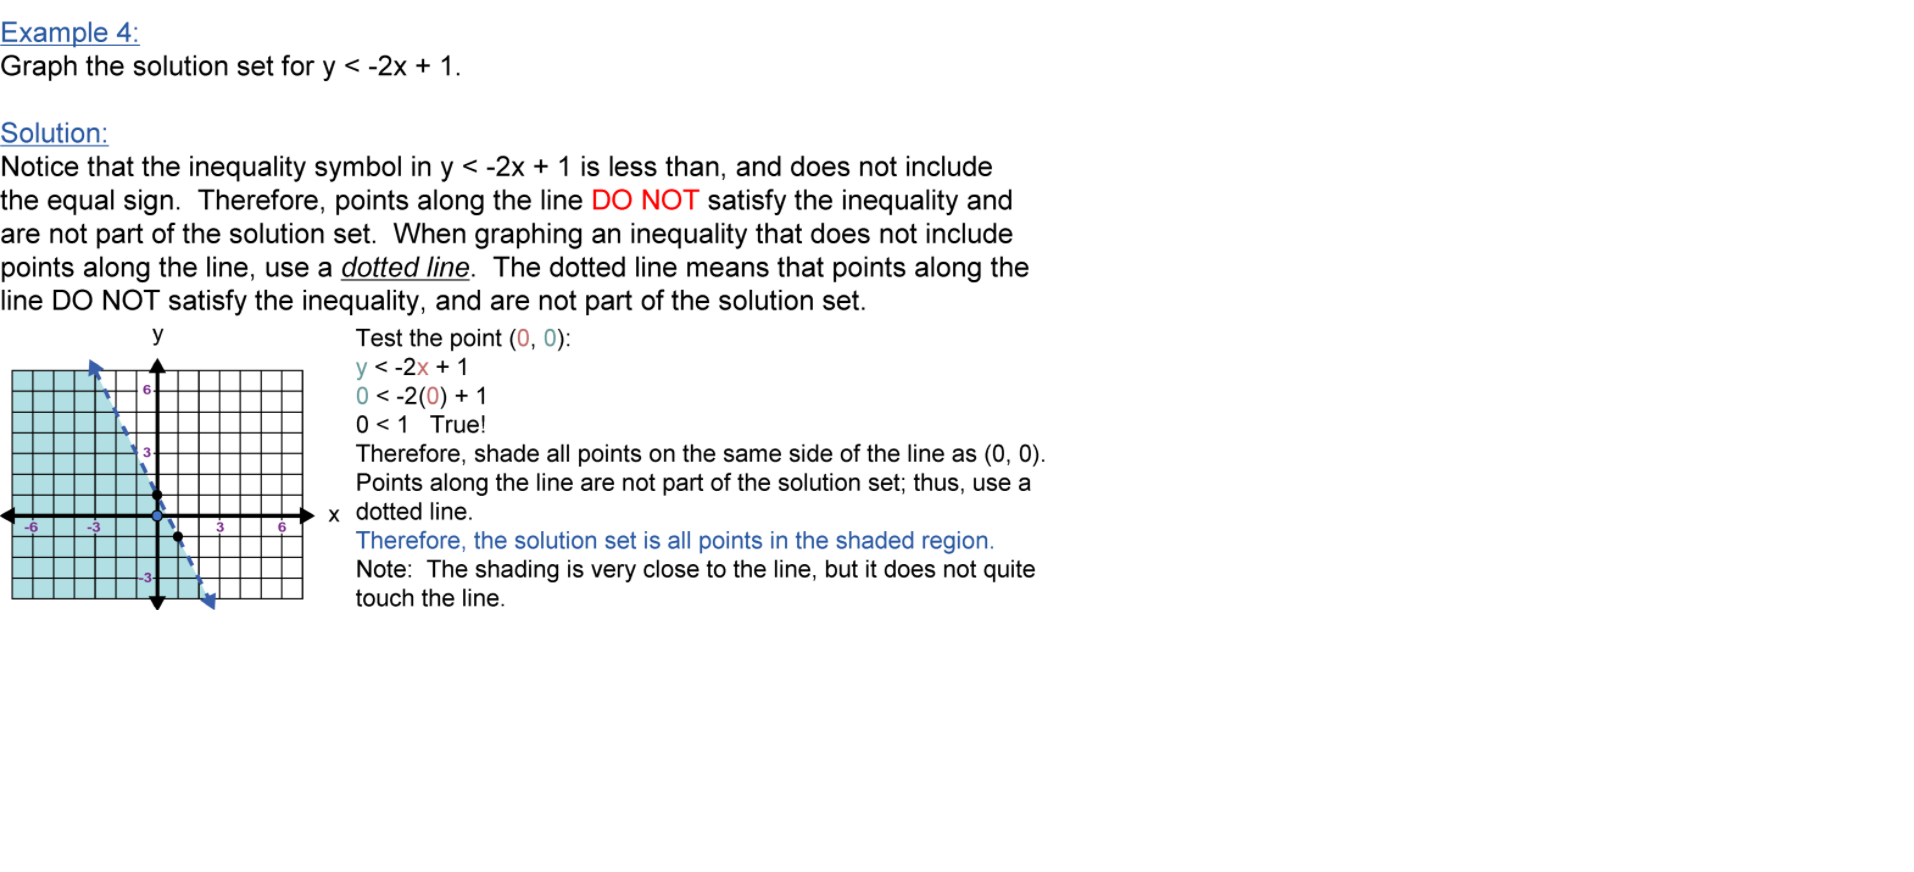 Example 4:
Graph the solution set for y < -2x + 1.
Solution:
Notice that the inequality symbol in y < -2x + 1 is less than, and does not include
the equal sign.  Therefore, points along the line DO NOT satisfy the inequality and
are not part of the solution set.  When graphing an inequality that does not include
points along the line, use a dotted line.  The dotted line means that points along the
line DO NOT satisfy the inequality, and are not part of the solution set.
y
6
3
-6 -3 3 6
x
-3
Test the point (0, 0):
y < -2x + 1
0 < -2(0) + 1
0 < 1   True!
Therefore, shade all points on the same side of the line as (0, 0).
Points along the line are not part of the solution set; thus, use a
dotted line.
Therefore, the solution set is all points in the shaded region.
Note:  The shading is very close to the line, but it does not quite
touch the line.